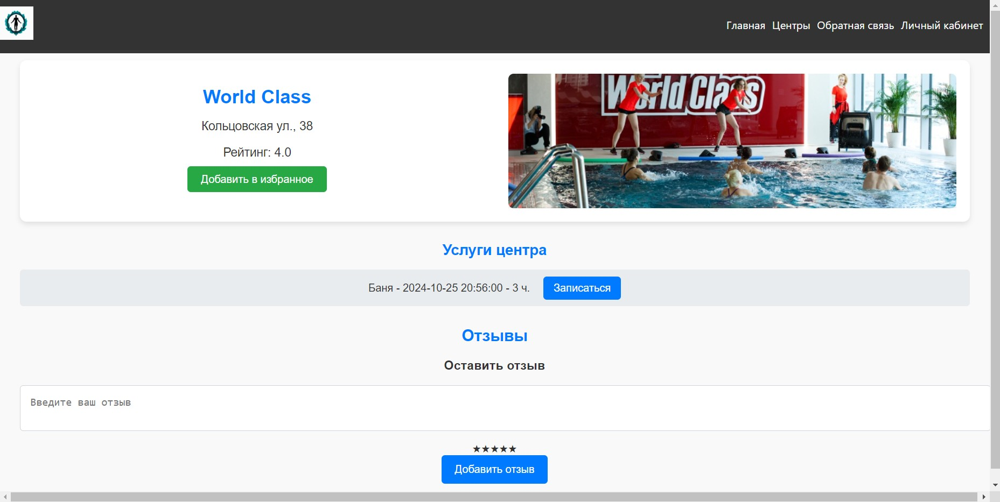 Главная Центры Обратная связь Личный кабинет
World Class
Кольцовская ул., 38
Рейтинг: 4.0
Добавить в избранное
World Class
Услуги центра
Баня - 2024-10-25 20:56:00 - 3 ч. Записаться
Отзывы
Оставить отзыв
Введите ваш отзыв
★★★★★
Добавить отзыв